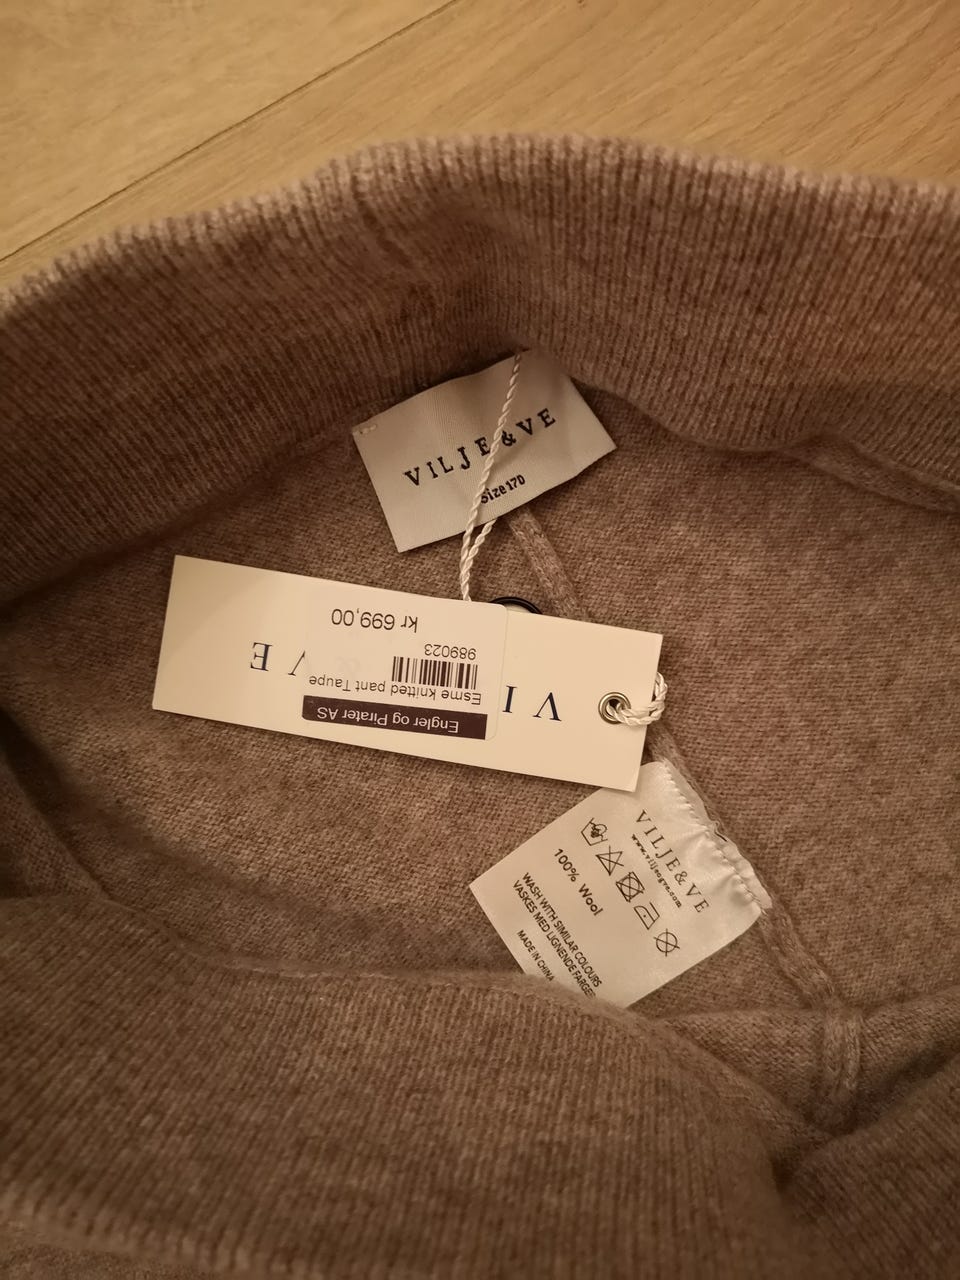 VILJE&VE
Size 170
VI & VE
Engler og Pirater AS
Esme knitted pant Taupe
989023
Kr 699,00
VILJE&VE
www.viljeogve.com
100% Wool
WASH WITH SIMILAR COLOURS
VASKES MED LIGNENDE FARGER
MADE IN CHINA